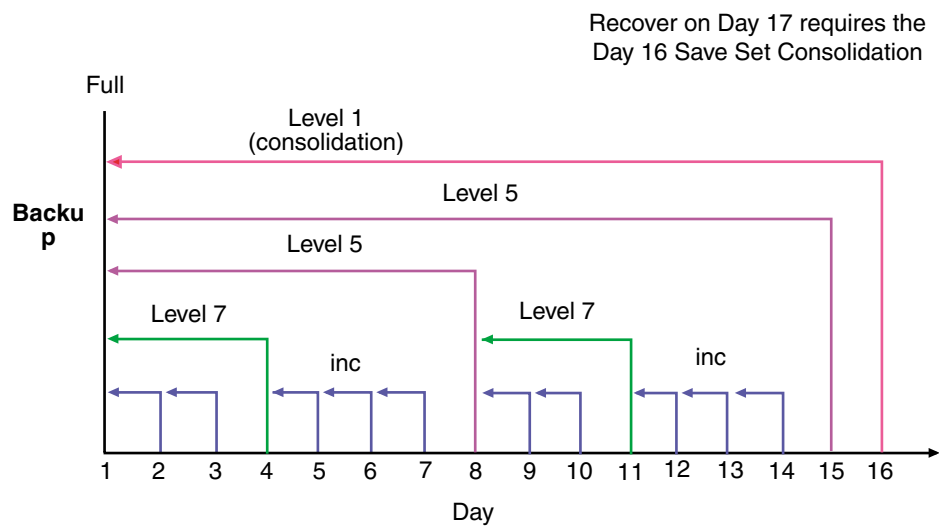 Recover on Day 17 requires the
Day 16 Save Set Consolidation
Full
Level 1
(consolidation)
Level 5
Backu
p
Level 5
Level 7
Level 7
inc
inc
1 2 3 4 5 6 7 8 9 10 11 12 13 14 15 16
Day